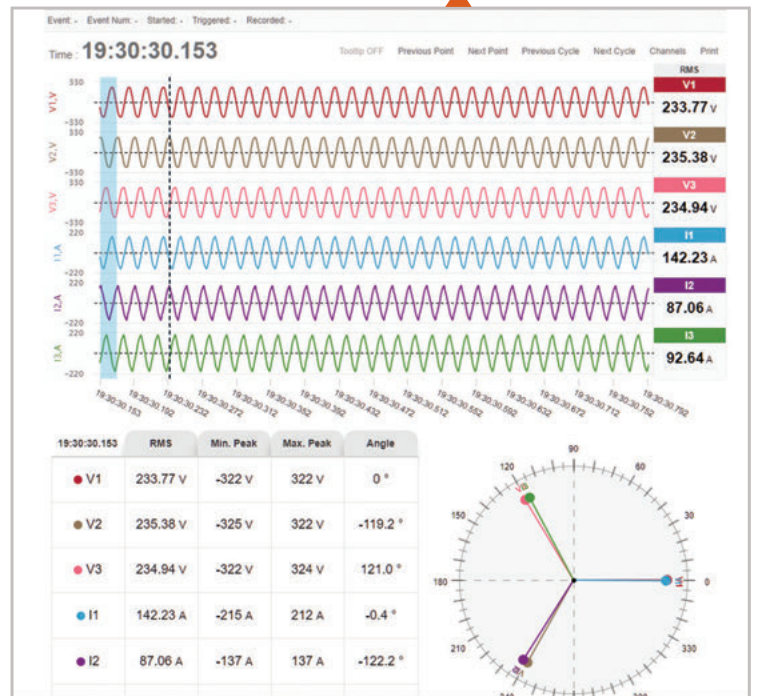 Event: - Event Num: - Started: - Triggered: - Recorded: -
Time : 19:30:30.153
Tooltip OFF Previous Point Next Point Previous Cycle Next Cycle Channels Print
RMS
V1
233.77 V
V2
235.38 V
V3
234.94 V
I1
142.23 A
I2
87.06 A
I3
92.64 A
V1,V
330
-330
V2,V
330
-330
V3,V
330
-330
I1,A
220
-220
I2,A
220
-220
I3,A
220
-220
19:30:30.153 19:30:30.192 19:30:30.232 19:30:30.272 19:30:30.312 19:30:30.352 19:30:30.392 19:30:30.432 19:30:30.472 19:30:30.512 19:30:30.552 19:30:30.592 19:30:30.632 19:30:30.672 19:30:30.712 19:30:30.752 19:30:30.792
19:30:30.153 RMS Min. Peak Max. Peak Angle
V1 233.77 V -322 V 322 V 0 °
V2 235.38 V -325 V 322 V -119.2 °
V3 234.94 V -322 V 324 V 121.0 °
I1 142.23 A -215 A 212 A -0.4 °
I2 87.06 A -137 A 137 A -122.2 °
90
120
60
150
30
180
0
210
330